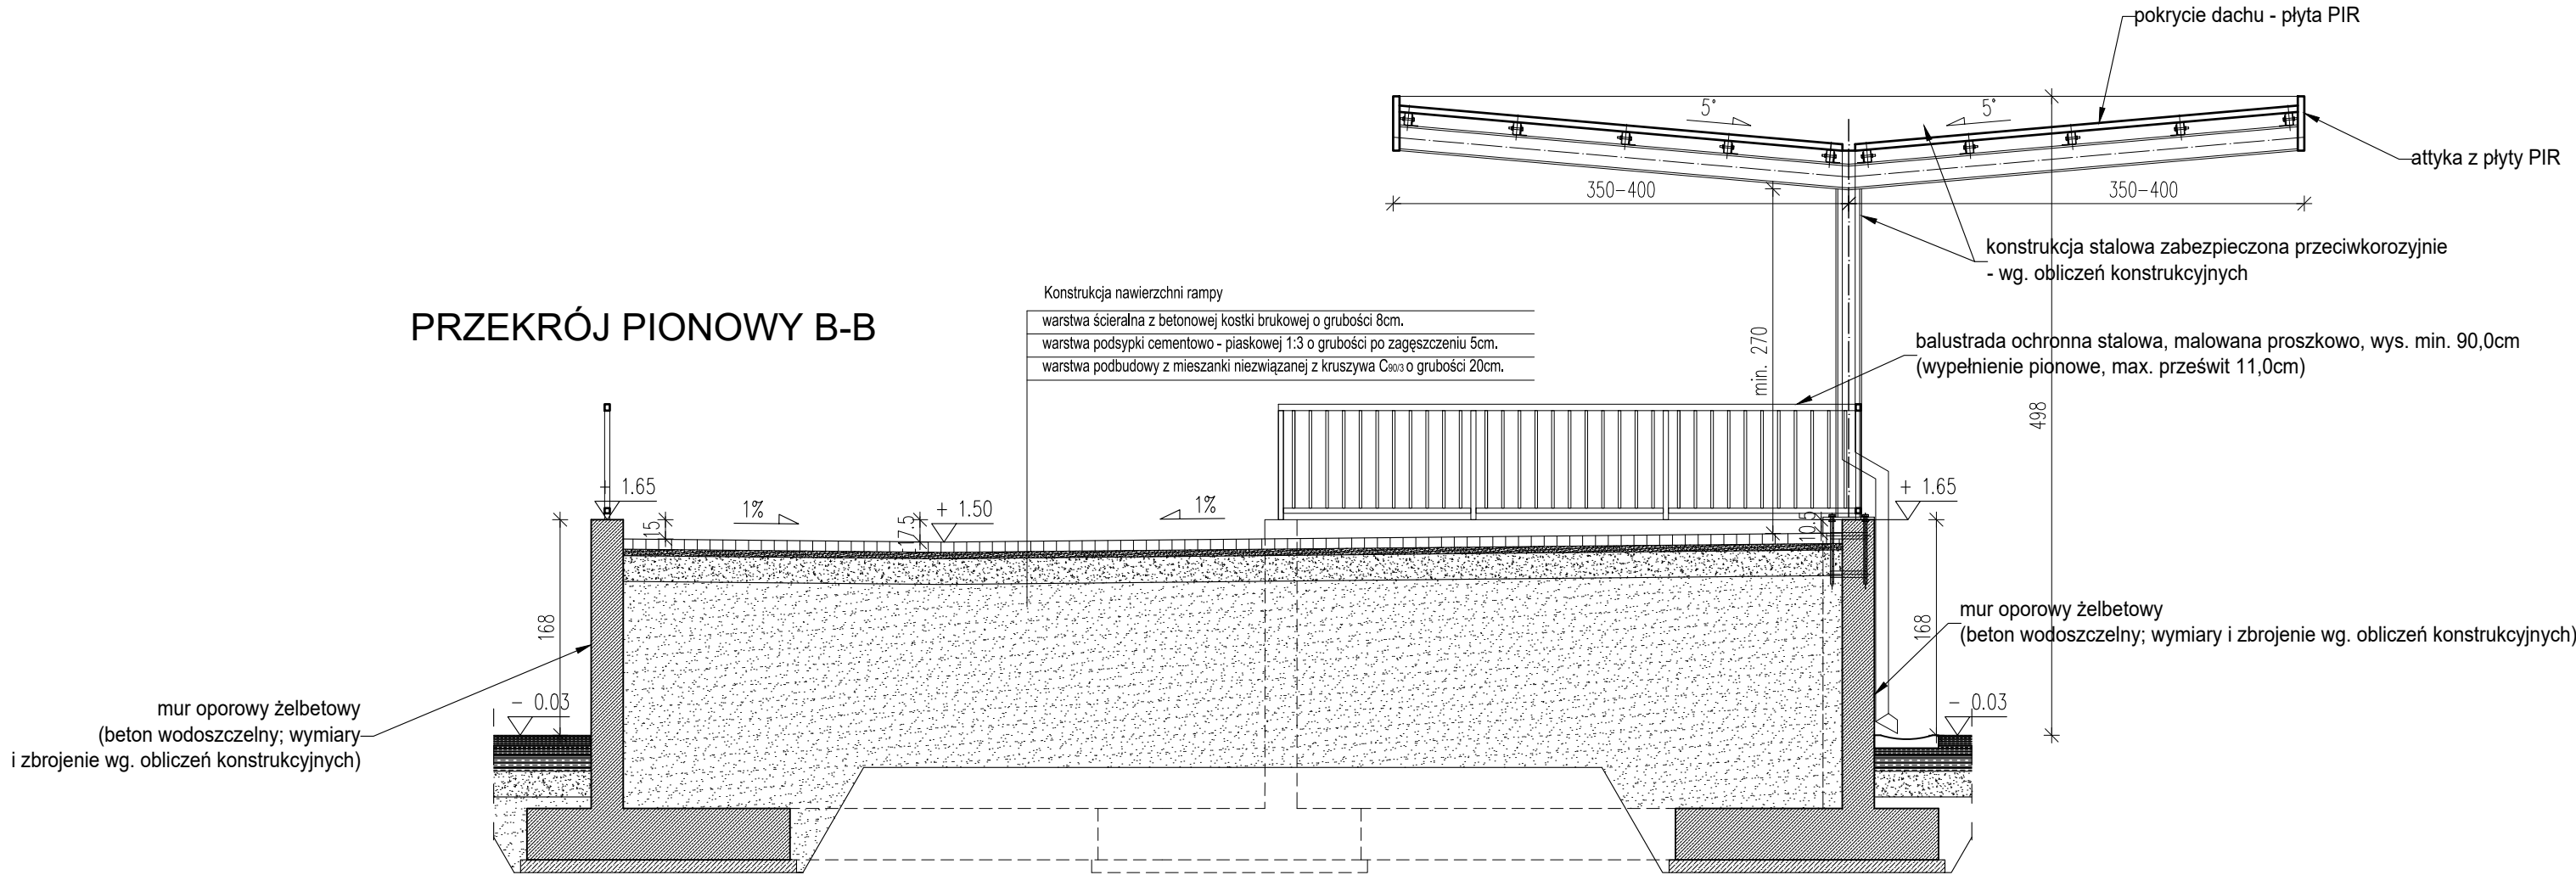 pokrycie dachu - płyta PIR
5°
5°
attyka z płyty PIR
350-400
350-400
konstrukcja stalowa zabezpieczona przeciwkorozyjnie
- wg. obliczeń konstrukcyjnych
Konstrukcja nawierzchni rampy
PRZEKRÓJ PIONOWY B-B
warstwa ścieralna z betonowej kostki brukowej o grubości 8cm.
warstwa podsypki cementowo - piaskowej 1:3 o grubości po zagęszczeniu 5cm.
warstwa podbudowy z mieszanki niezwiązanej z kruszywa C90/3 o grubości 20cm.
min. 270
balustrada ochronna stalowa, malowana proszkowo, wys. min. 90,0cm
(wypełnienie pionowe, max. prześwit 11,0cm)
498
+ 1.65
1%
+ 1.50
1%
+ 1.65
15
17.5
10.5
168
168
mur oporowy żelbetowy
(beton wodoszczelny; wymiary i zbrojenie wg. obliczeń konstrukcyjnych)
- 0.03
- 0.03
mur oporowy żelbetowy
(beton wodoszczelny; wymiary
i zbrojenie wg. obliczeń konstrukcyjnych)